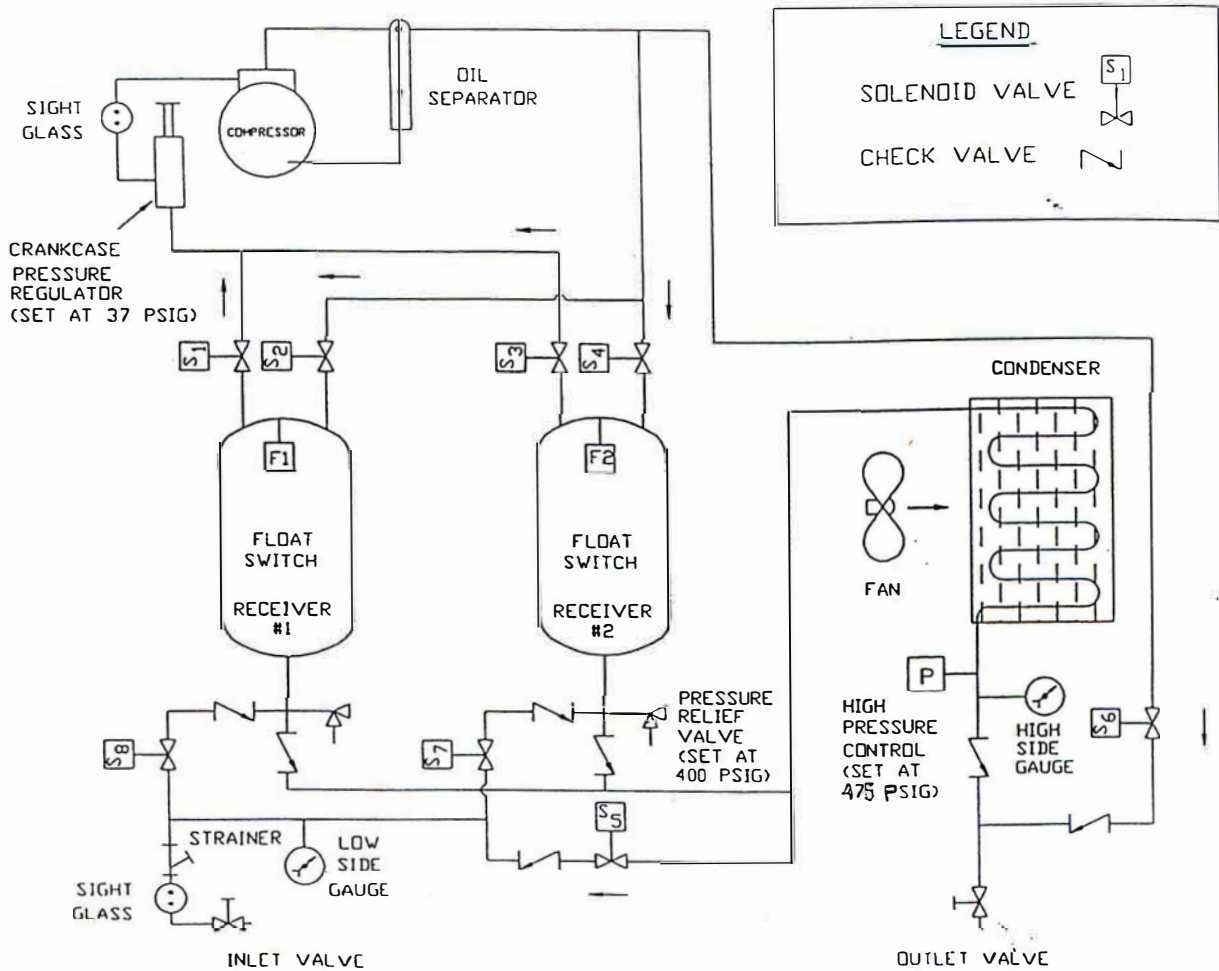 LEGEND
SOLENOID VALVE
S1
CHECK VALVE
OIL
SEPARATOR
SIGHT
GLASS
COMPRESSOR
CRANKCASE
PRESSURE
REGULATOR
(SET AT 37 PSIG)
S1
S2
S3
S4
CONDENSER
F1
F2
FLOAT
SWITCH
RECEIVER
#1
FLOAT
SWITCH
RECEIVER
#2
FAN
P
PRESSURE
RELIEF
VALVE
(SET AT
400 PSIG)
HIGH
PRESSURE
CONTROL
(SET AT
475 PSIG)
HIGH
SIDE
GAUGE
S6
S8
S7
S5
STRAINER
LOW
SIDE
GAUGE
SIGHT
GLASS
INLET VALVE
OUTLET VALVE